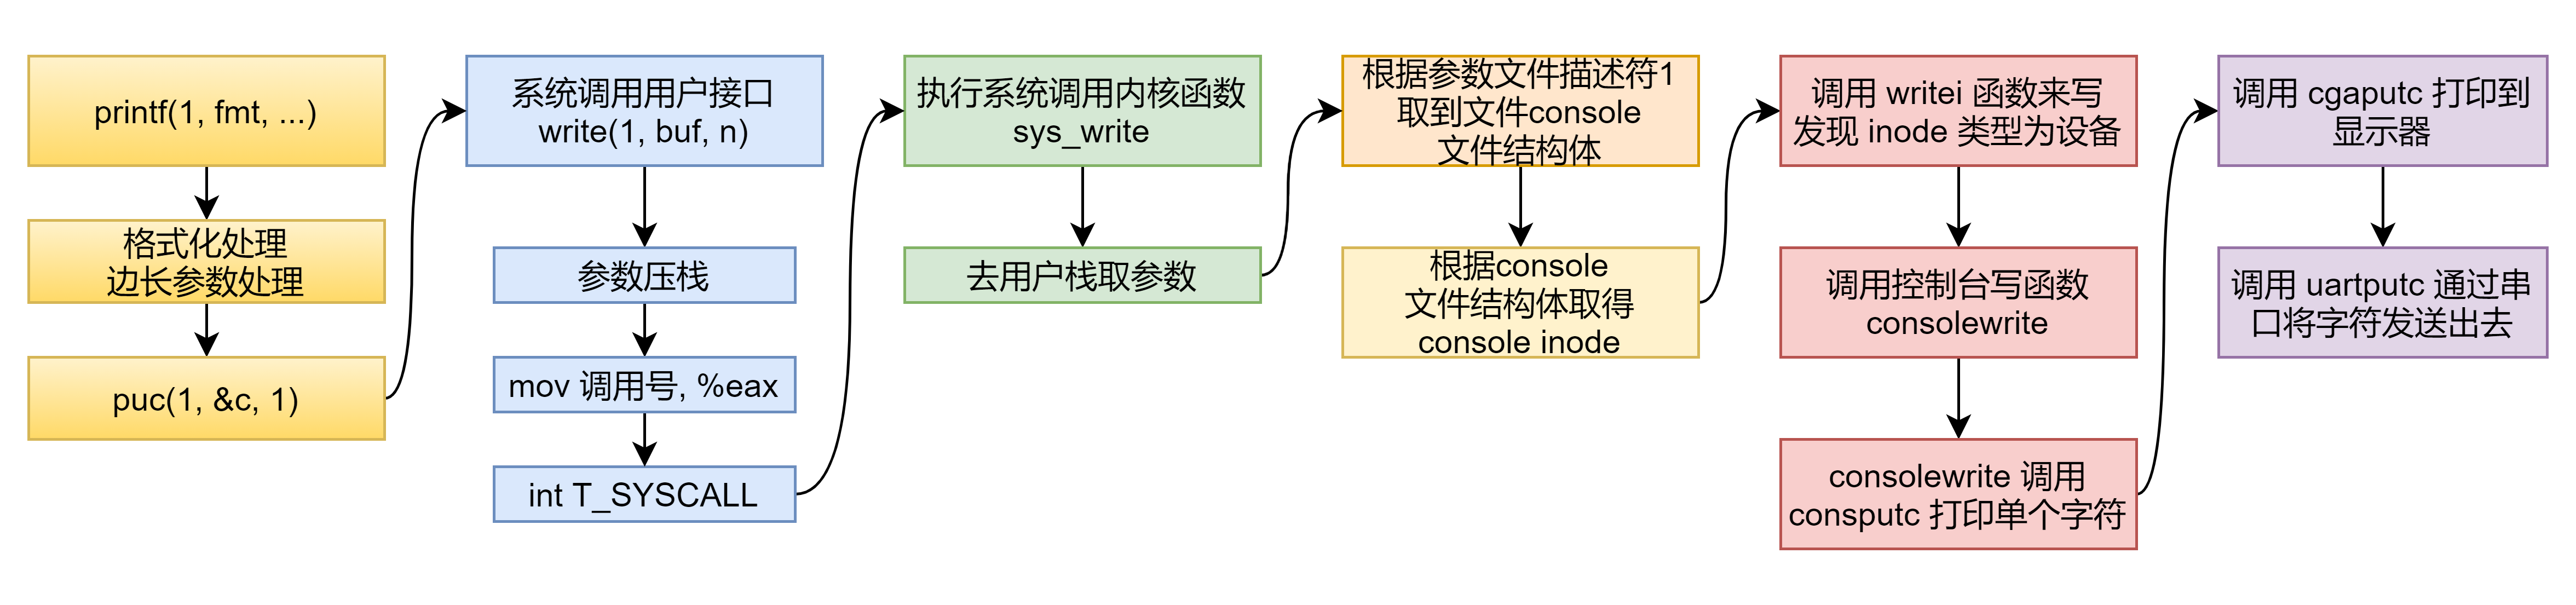 printf(1, fmt, ...)
格式化处理
边长参数处理
puc(1, &c, 1)
系统调用用户接口
write(1, buf, n)
参数压栈
mov 调用号, %eax
int T_SYSCALL
执行系统调用内核函数
sys_write
去用户栈取参数
根据参数文件描述符1
取到文件console
文件结构体
根据console
文件结构体取得
console inode
调用 writei 函数来写
发现 inode 类型为设备
调用控制台写函数
consolewrite
consolewrite 调用
consputc 打印单个字符
调用 cgaputc 打印到
显示器
调用 uartputc 通过串
口将字符发送出去